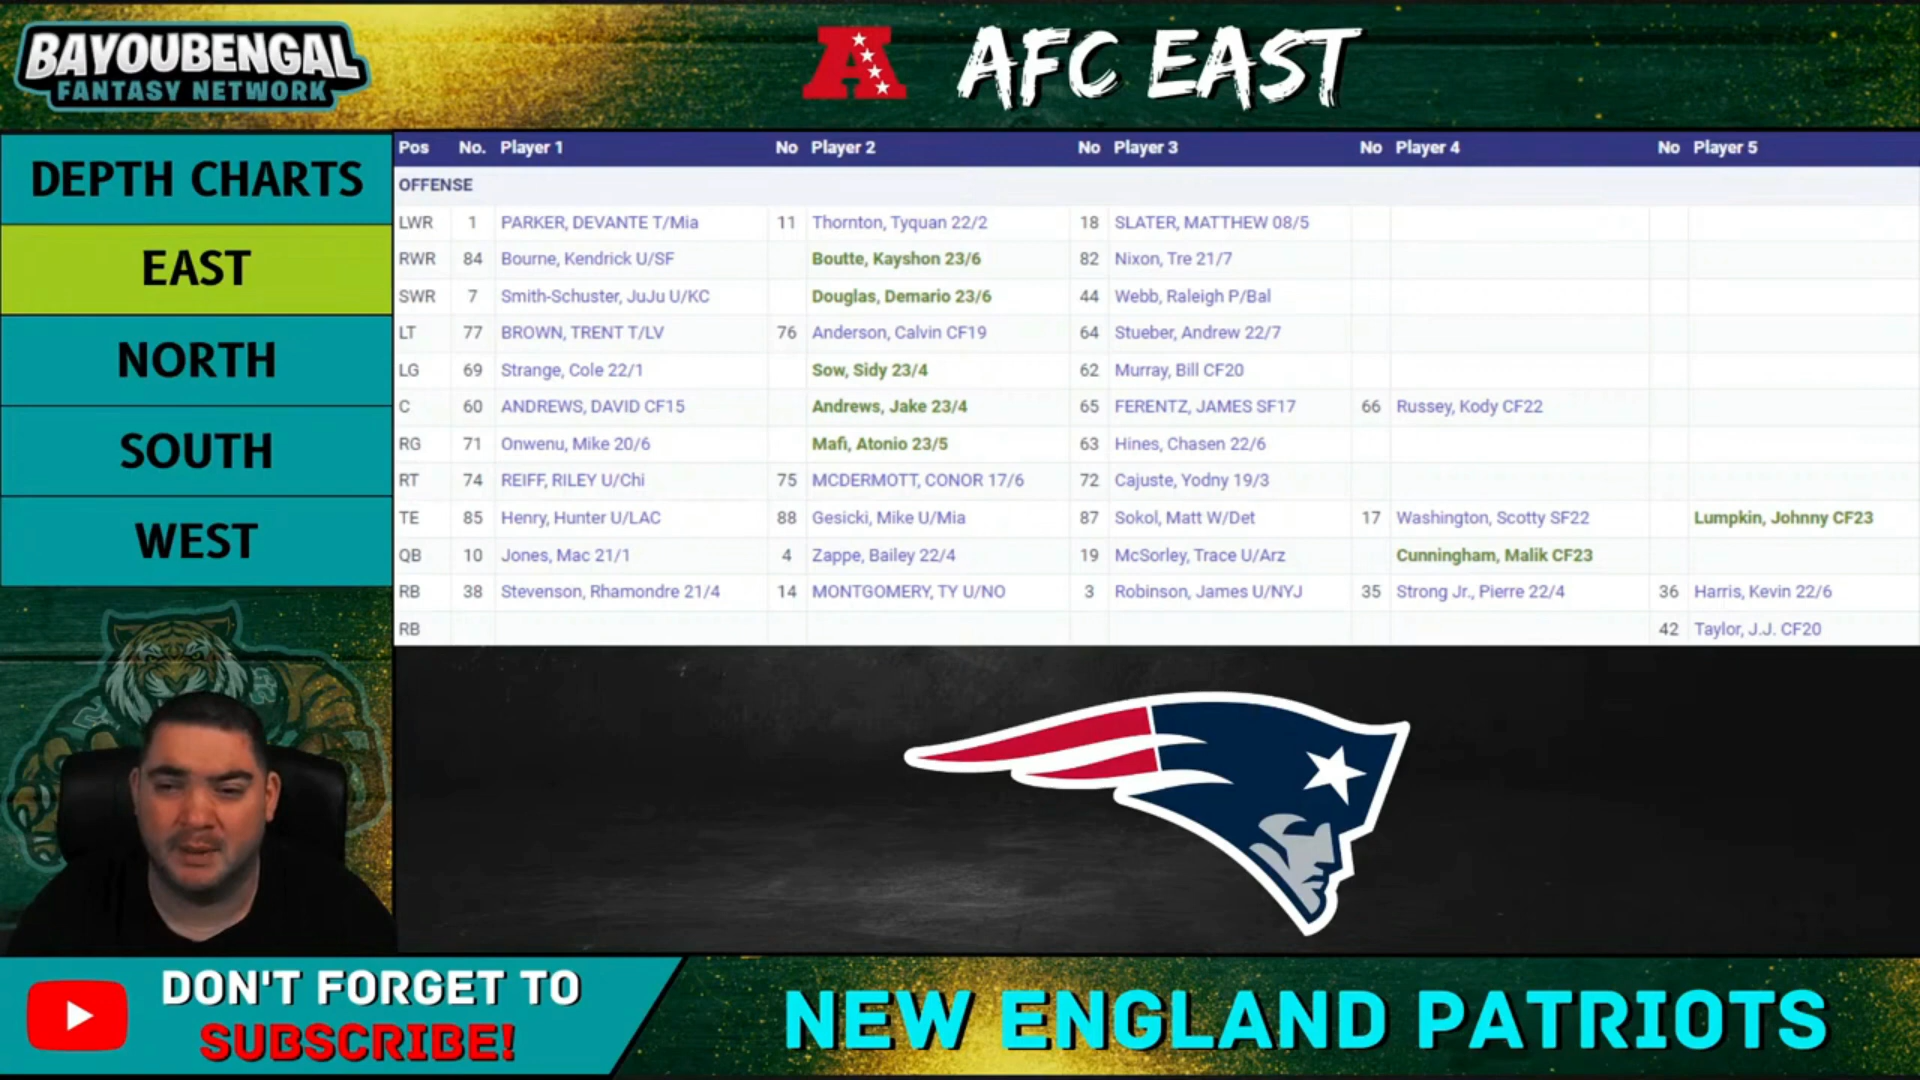 BAYOUBENGAL
FANTASY NETWORK
AFC EAST
DEPTH CHARTS
EAST
NORTH
SOUTH
WEST
Pos No. Player 1 No Player 2 No Player 3 No Player 4 No Player 5
OFFENSE
LWR 1 PARKER, DEVANTE T/Mia 11 Thornton, Tyquan 22/2 18 SLATER, MATTHEW 08/5
RWR 84 Bourne, Kendrick U/SF Boutte, Kayshon 23/6 82 Nixon, Tre 21/7
SWR 7 Smith-Schuster, JuJu U/KC Douglas, Demario 23/6 44 Webb, Raleigh P/Bal
LT 77 BROWN, TRENT T/LV 76 Anderson, Calvin CF19 64 Stueber, Andrew 22/7
LG 69 Strange, Cole 22/1 Sow, Sidy 23/4 62 Murray, Bill CF20
C 60 ANDREWS, DAVID CF15 Andrews, Jake 23/4 65 FERENTZ, JAMES SF17 66 Russey, Kody CF22
RG 71 Onwenu, Mike 20/6 Mafi, Atonio 23/5 63 Hines, Chasen 22/6
RT 74 REIFF, RILEY U/Chi 75 MCDERMOTT, CONOR 17/6 72 Cajuste, Yodny 19/3
TE 85 Henry, Hunter U/LAC 88 Gesicki, Mike U/Mia 87 Sokol, Matt W/Det 17 Washington, Scotty SF22 Lumpkin, Johnny CF23
QB 10 Jones, Mac 21/1 4 Zappe, Bailey 22/4 19 McSorley, Trace U/Arz Cunningham, Malik CF23
RB 38 Stevenson, Rhamondre 21/4 14 MONTGOMERY, TY U/NO 3 Robinson, James U/NYJ 35 Strong Jr., Pierre 22/4 36 Harris, Kevin 22/6
RB 42 Taylor, J.J. CF20
DON'T FORGET TO
SUBSCRIBE!
NEW ENGLAND PATRIOTS